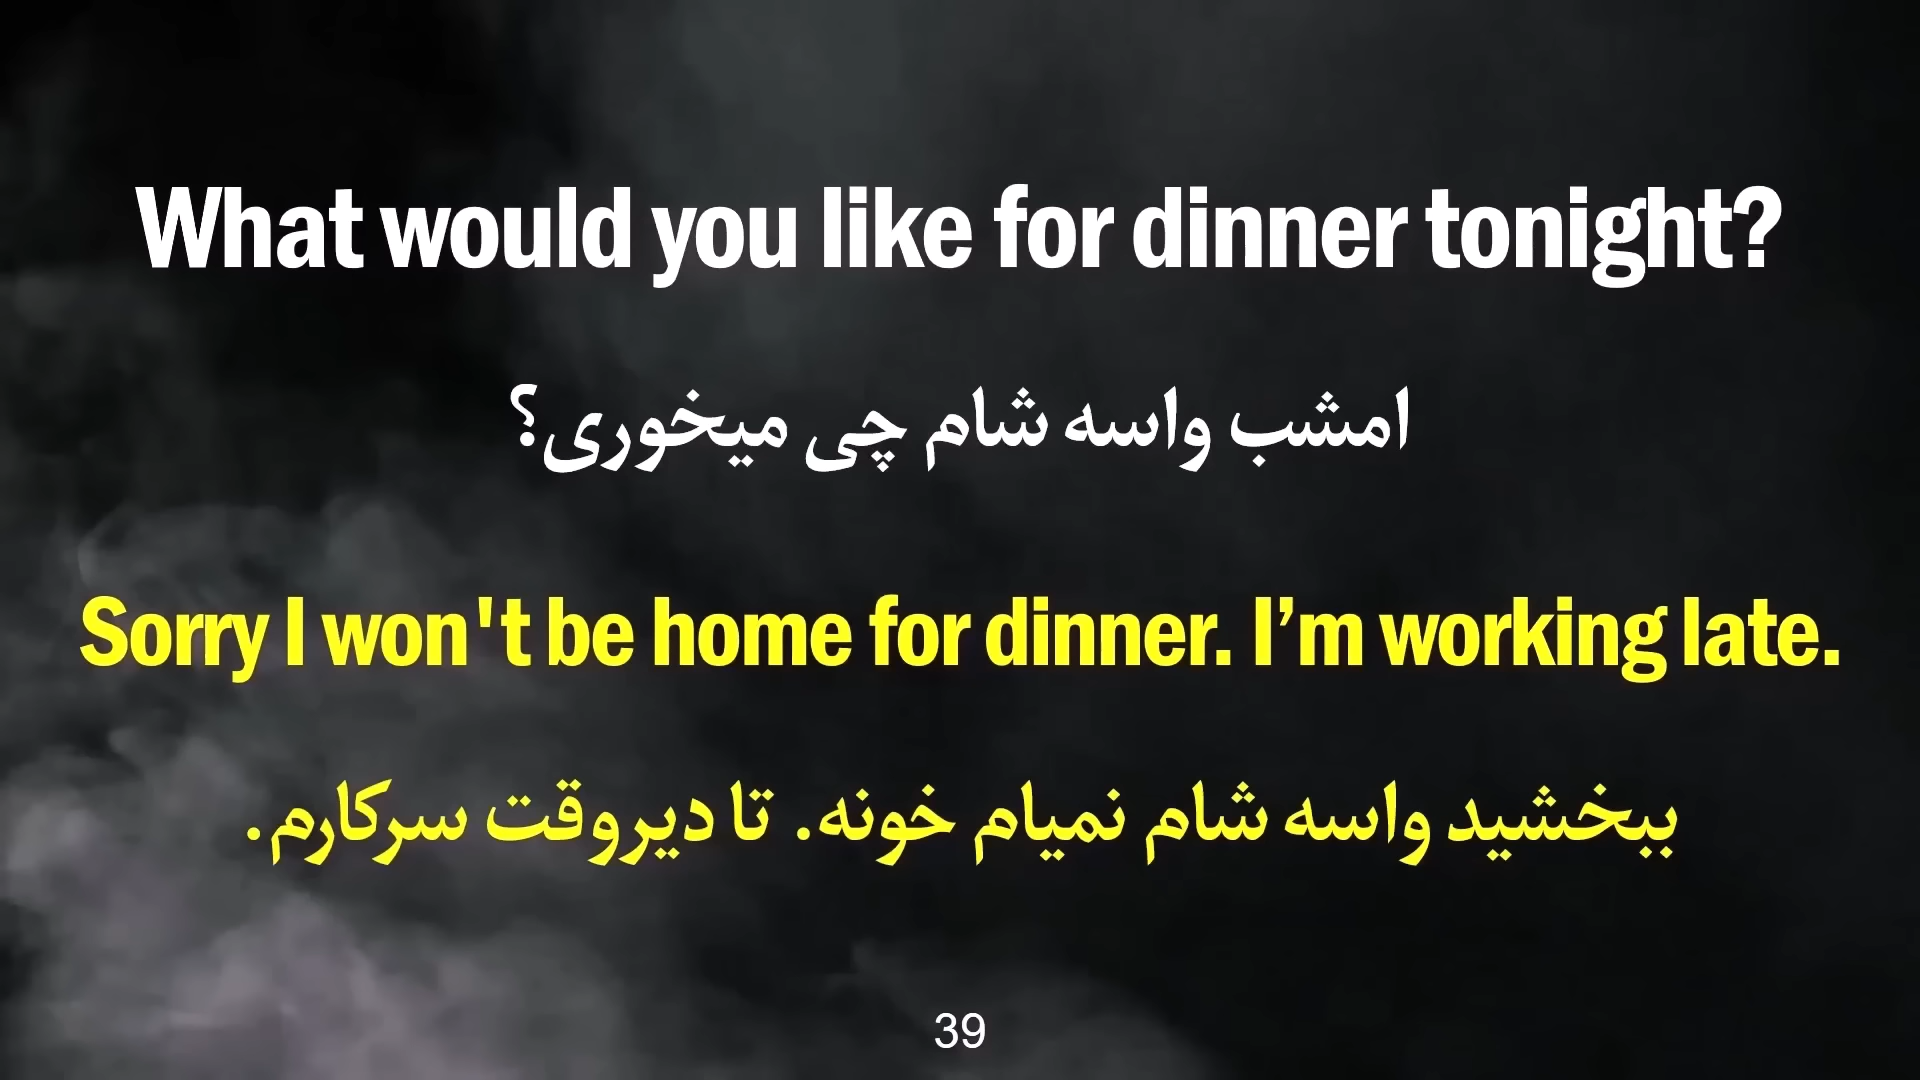 What would you like for dinner tonight?
امشب واسه شام چی میخوری؟
Sorry I won't be home for dinner. I’m working late.
ببخشید واسه شام نمیام خونه. تا دیروقت سرکارم.
39